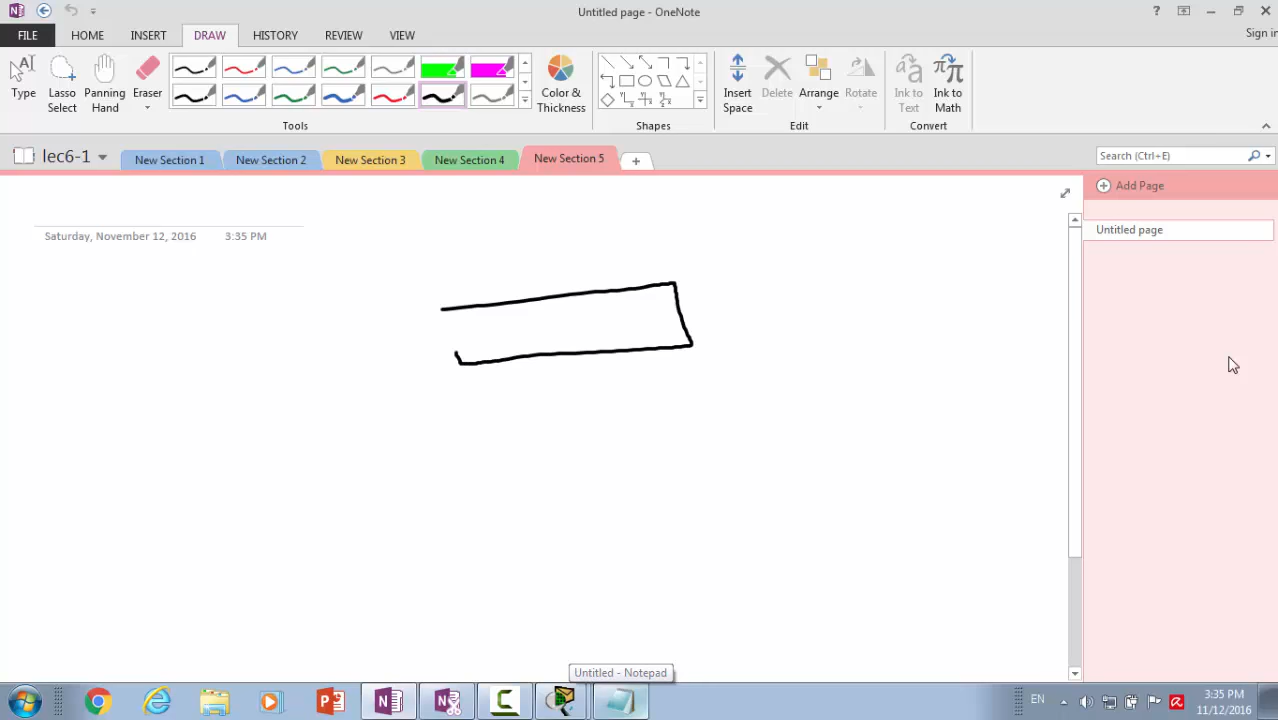 Untitled page - OneNote
Sign in
FILE HOME INSERT DRAW HISTORY REVIEW VIEW
Type
Lasso
Select
Panning
Hand
Eraser
Color &
Thickness
Insert
Space
Delete
Arrange
Rotate
Ink to
Text
Ink to
Math
Tools
Shapes
Edit
Convert
lec6-1
New Section 1
New Section 2
New Section 3
New Section 4
New Section 5
Search (Ctrl+E)
Add Page
Untitled page
Saturday, November 12, 2016 3:35 PM
Untitled - Notepad
EN
3:35 PM
11/12/2016